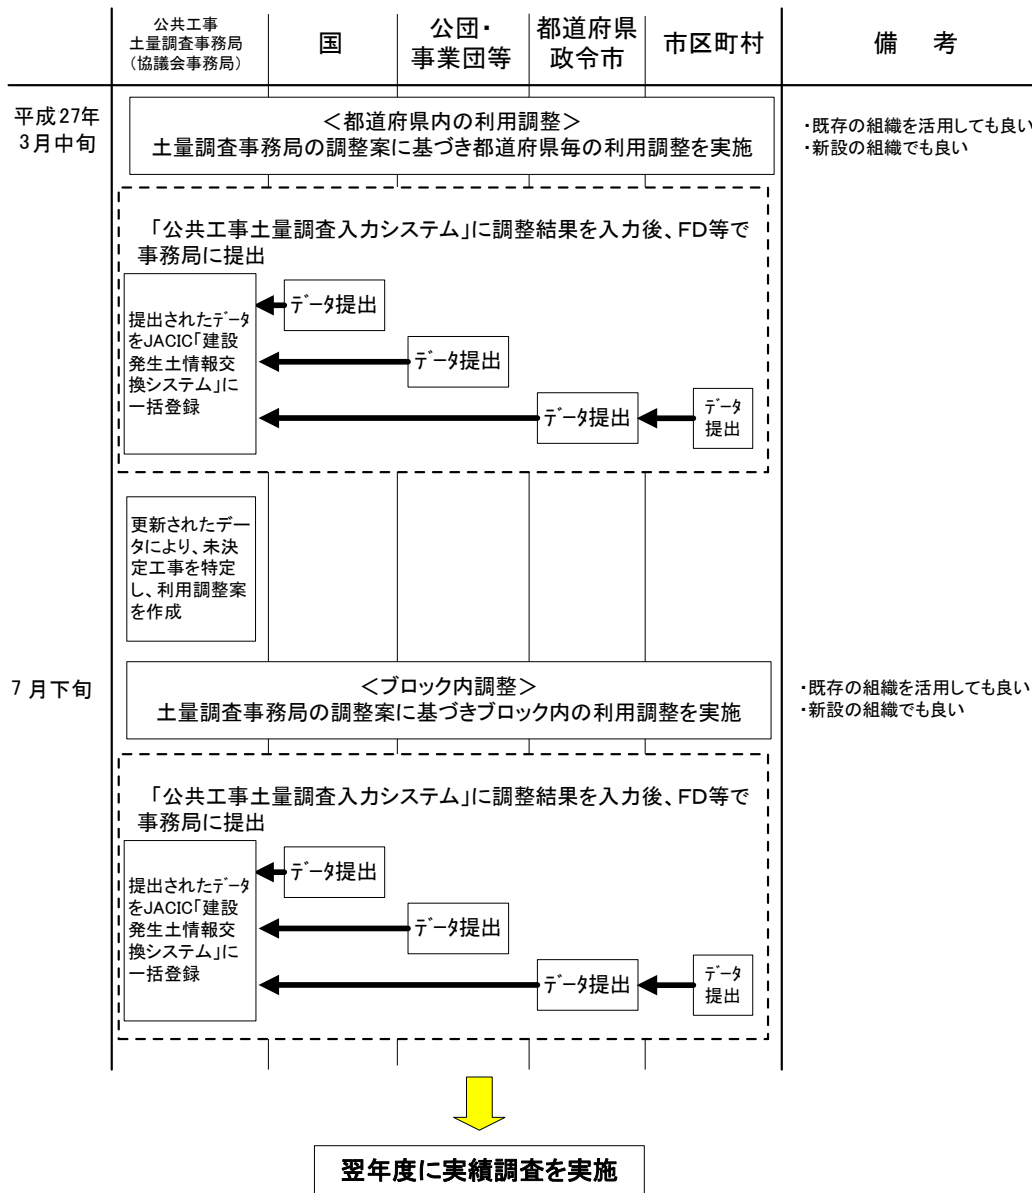 公共工事
土量調査事務局
（協議会事務局）
国
公団・
事業団等
都道府県
政令市
市区町村
備　考
平成27年
3月中旬
＜都道府県内の利用調整＞
土量調査事務局の調整案に基づき都道府県毎の利用調整を実施
・既存の組織を活用しても良い
・新設の組織でも良い
「公共工事土量調査入力システム」に調整結果を入力後、FD等で
事務局に提出
提出されたデータ
をJACIC「建設
発生土情報交
換システム」に
一括登録
データ提出
データ提出
データ提出
データ
提出
更新されたデー
タにより、未決
定工事を特定
し、利用調整案
を作成
7月下旬
＜ブロック内調整＞
土量調査事務局の調整案に基づきブロック内の利用調整を実施
・既存の組織を活用しても良い
・新設の組織でも良い
「公共工事土量調査入力システム」に調整結果を入力後、FD等で
事務局に提出
提出されたデータ
をJACIC「建設
発生土情報交
換システム」に
一括登録
データ提出
データ提出
データ提出
データ
提出
翌年度に実績調査を実施